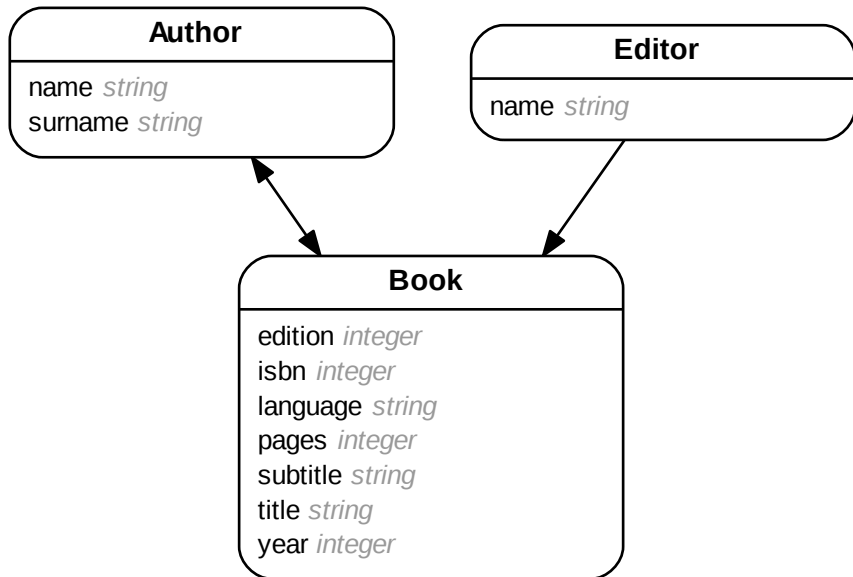 Author
name string
surname string
Editor
name string
Book
edition integer
isbn integer
language string
pages integer
subtitle string
title string
year integer